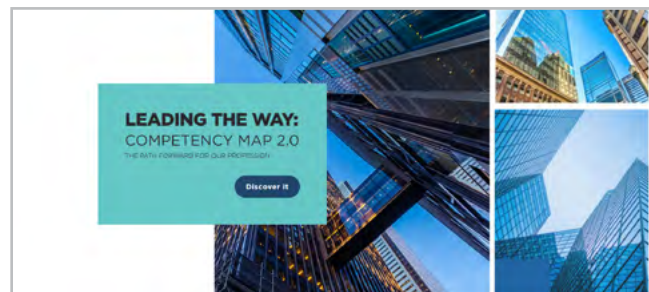 LEADING THE WAY:
COMPETENCY MAP 2.0
THE PATH FORWARD FOR OUR PROFESSION
Discover it